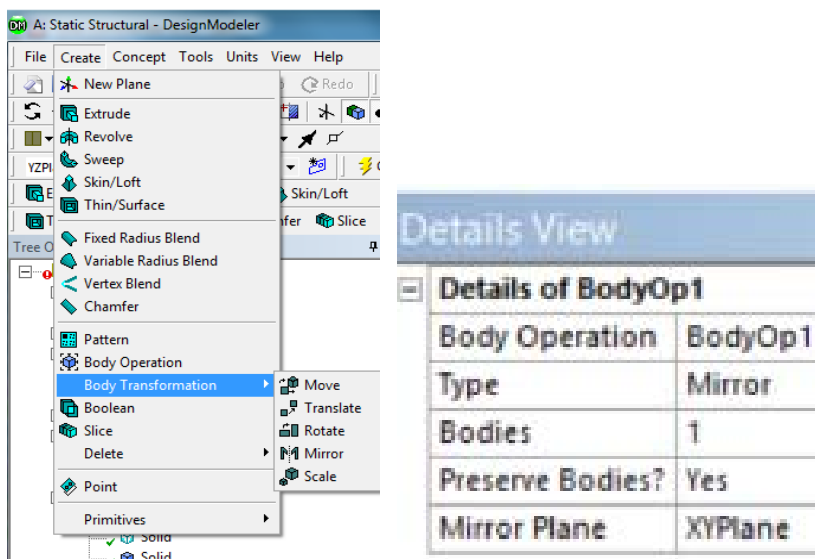 DM A: Static Structural - DesignModeler
File Create Concept Tools Units View Help
New Plane
Redo
Extrude
Revolve
Sweep
YZPl
Skin/Loft
Skin/Loft
Thin/Surface
fer Slice
Tree O
Fixed Radius Blend
Variable Radius Blend
Vertex Blend
Chamfer
Pattern
Body Operation
Body Transformation
Move
Boolean
Translate
Slice
Rotate
Delete
Mirror
Scale
Point
Primitives
Solid
Solid
Details View
Details of BodyOp1
Body Operation BodyOp1
Type Mirror
Bodies 1
Preserve Bodies? Yes
Mirror Plane XYPlane